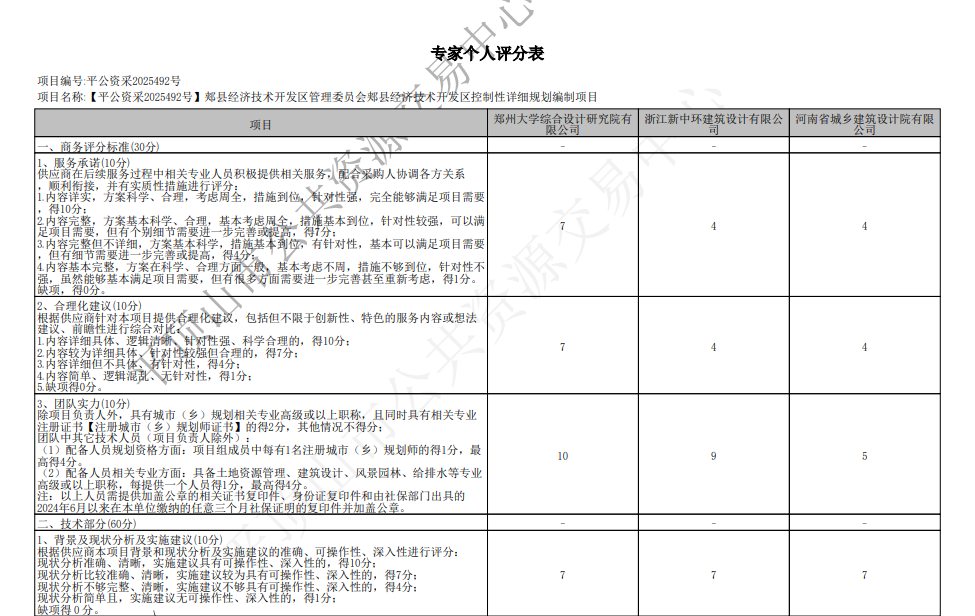 专家个人评分表
项目编号:平公资采2025492号
项目名称:【平公资采2025492号】郏县经济技术开发区管理委员会郏县经济技术开发区控制性详细规划编制项目
项目
郑州大学综合设计研究院有
限公司
浙江新中环建筑设计有限公
司
河南省城乡建筑设计院有限
公司
一、商务评分标准(30分)
-
-
-
1、服务承诺(10分)
供应商在后续服务过程中相关专业人员积极提供相关服务，配合采购人协调各方关系
，顺利衔接，并有实质性措施进行评分：
1.内容详实，方案科学、合理，考虑周全，措施到位，针对性强，完全能够满足项目需要
，得10分；
2.内容完整，方案基本科学、合理，基本考虑周全，措施基本到位，针对性较强，可以满
足项目需要，但有个别细节需要进一步完善或提高，得7分；
3.内容完整但不详细，方案基本科学，措施基本到位，有针对性，基本可以满足项目需要
，但有细节需要进一步完善或提高，得4分；
4.内容基本完整，方案在科学、合理方面一般，基本考虑不周，措施不够到位，针对性不
强，虽然能够基本满足项目需要，但有很多方面需要进一步完善甚至重新考虑，得1分。
缺项，得0分。
7
4
4
2、合理化建议(10分)
根据供应商针对本项目提供合理化建议，包括但不限于创新性、特色的服务内容或想法
建议、前瞻性进行综合对比：
1.内容详细具体、逻辑清晰、针对性强、科学合理的，得10分；
2.内容较为详细具体、针对性较强但合理的，得7分；
3.内容详细但不具体、有针对性，得4分；
4.内容简单、逻辑混乱、无针对性，得1分；
5.缺项得0分。
7
4
4
3、团队实力(10分)
除项目负责人外，具有城市（乡）规划相关专业高级或以上职称，且同时具有相关专业
注册证书【注册城市（乡）规划师证书】的得2分，其他情况不得分；
团队中其它技术人员（项目负责人除外）：
（1）配备人员规划资格方面：项目组成员中每有1名注册城市（乡）规划师的得1分，最
高得4分。
（2）配备人员相关专业方面：具备土地资源管理、建筑设计、风景园林、给排水等专业
高级或以上职称，每提供一个人员得1分，最高得4分。
注：以上人员需提供加盖公章的相关证书复印件、身份证复印件和由社保部门出具的
2024年6月以来在本单位缴纳的任意三个月社保证明的复印件并加盖公章。
10
9
5
二、技术部分(60分)
-
-
-
1、背景及现状分析及实施建议(10分)
根据供应商本项目背景和现状分析及实施建议的准确、可操作性、深入性进行评分：
现状分析准确、清晰，实施建议具有可操作性、深入性的，得10分；
现状分析比较准确、清晰，实施建议较为具有可操作性、深入性的，得7分；
现状分析不够完整、清晰，实施建议不够具有可操作性、深入性的，得4分；
现状分析简单且，实施建议无可操作性、深入性的，得1分；
缺项得０分。
7
7
7
平顶山市公共资源交易中心
平顶山市公共资源交易中心